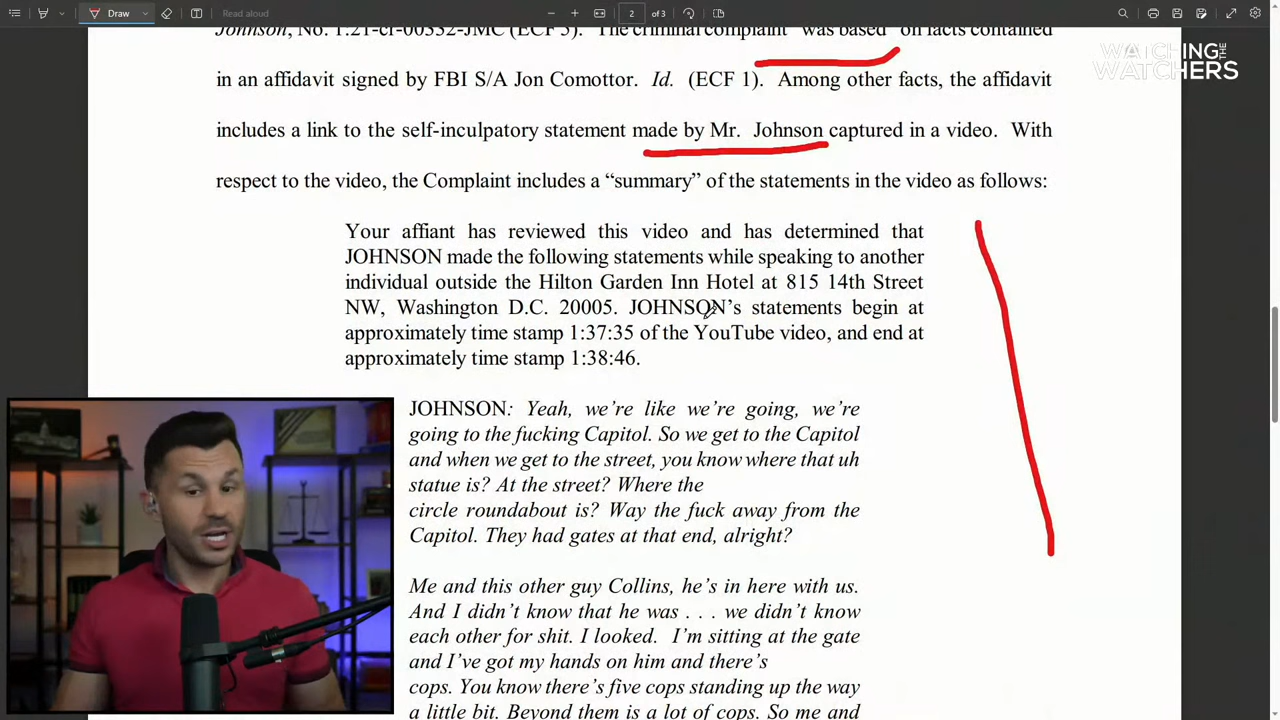 Draw
Read aloud
2
of 3
Johnson, No. 1:21-cr-00332-JMC (ECF 5). The criminal complaint "was based" on facts contained
WATCHING THE
WATCHERS
in an affidavit signed by FBI S/A Jon Comottor. Id. (ECF 1). Among other facts, the affidavit
includes a link to the self-inculpatory statement made by Mr. Johnson captured in a video. With
respect to the video, the Complaint includes a “summary” of the statements in the video as follows:
Your affiant has reviewed this video and has determined that
JOHNSON made the following statements while speaking to another
individual outside the Hilton Garden Inn Hotel at 815 14th Street
NW, Washington D.C. 20005. JOHNSON’s statements begin at
approximately time stamp 1:37:35 of the YouTube video, and end at
approximately time stamp 1:38:46.
JOHNSON: Yeah, we’re like we’re going, we’re
going to the fucking Capitol. So we get to the Capitol
and when we get to the street, you know where that uh
statue is? At the street? Where the
circle roundabout is? Way the fuck away from the
Capitol. They had gates at that end, alright?
Me and this other guy Collins, he’s in here with us.
And I didn’t know that he was . . . we didn’t know
each other for shit. I looked. I’m sitting at the gate
and I’ve got my hands on him and there’s
cops. You know there’s five cops standing up the way
a little bit. Beyond them is a lot of cops. So me and